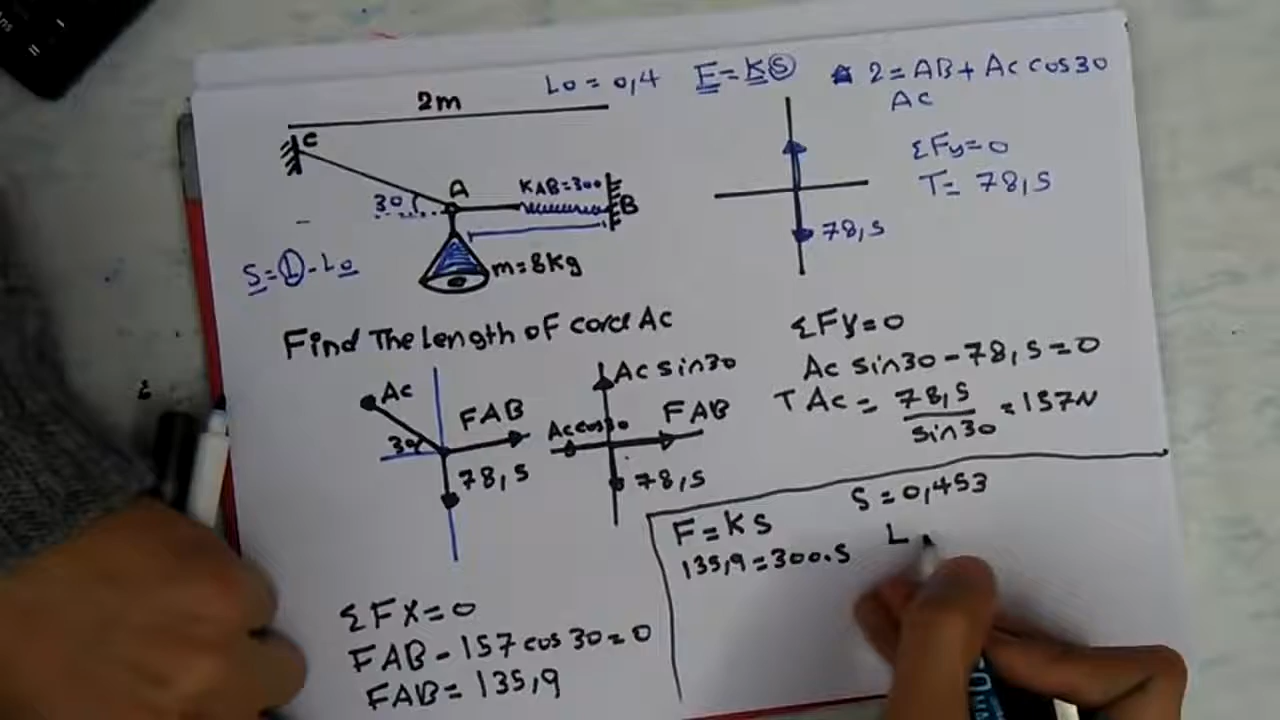 2m
L0 = 0,4
F=KS
2 = AB + Ac cos30
Ac
C
A
KAB=300
B
30
m=8kg
S=L-L0
ΣFy=0
T= 78,5
78,5
Find The length of cord Ac
Ac
30
FAB
78,5
Ac sin30
Ac cos30
FAB
78,5
ΣFy=0
Ac sin30 - 78,5=0
TAc = 78,5/sin30 = 157N
ΣFx=0
FAB - 157 cos 30=0
FAB= 135,9
F=KS
135,9=300.S
S=0,453
L